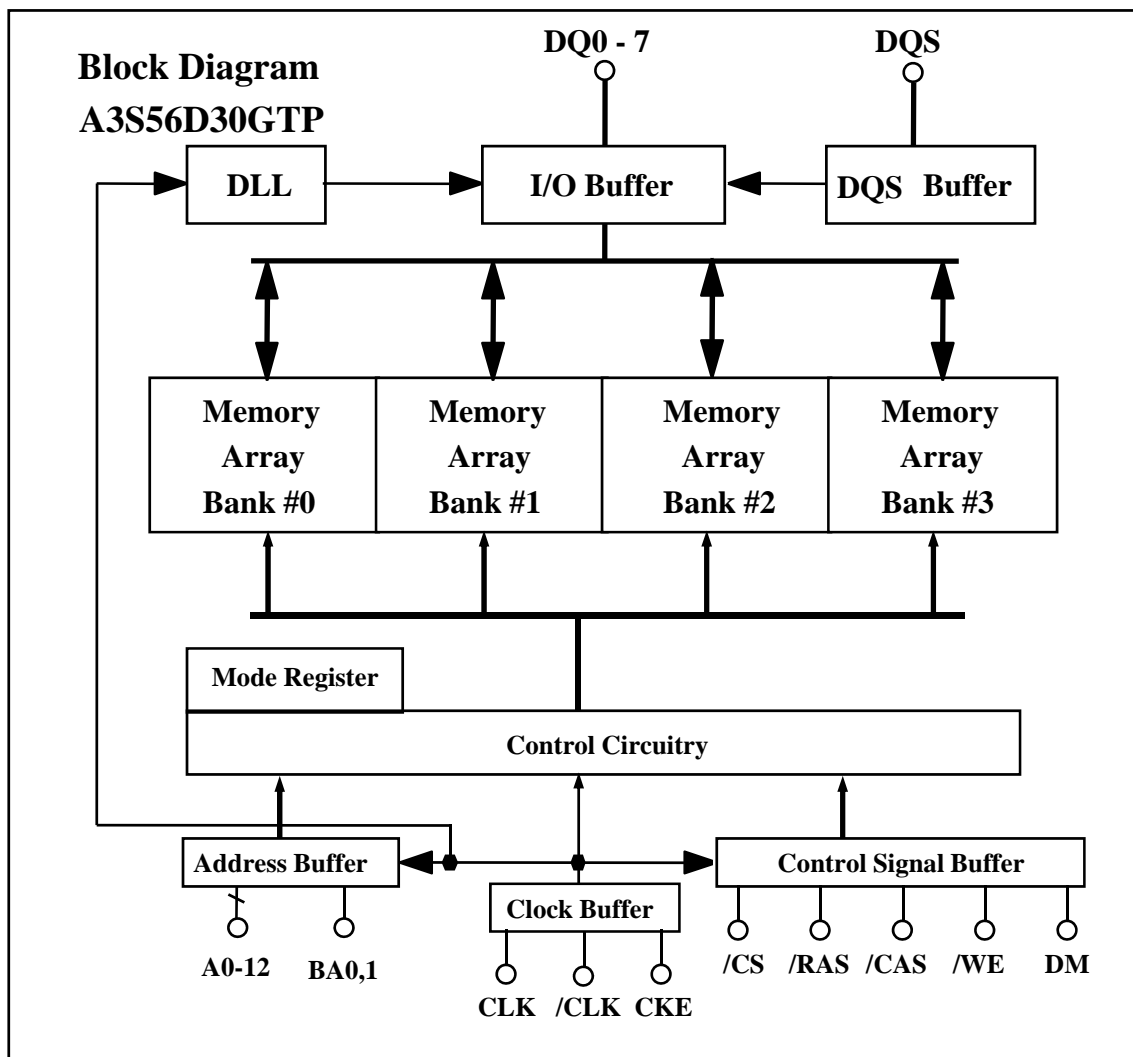 DQ0 - 7
DQS
Block Diagram
A3S56D30GTP
DLL
I/O Buffer
DQS Buffer
Memory
Array
Bank #0
Memory
Array
Bank #1
Memory
Array
Bank #2
Memory
Array
Bank #3
Mode Register
Control Circuitry
Address Buffer
Control Signal Buffer
Clock Buffer
A0-12
BA0,1
/CS
/RAS
/CAS
/WE
DM
CLK
/CLK
CKE